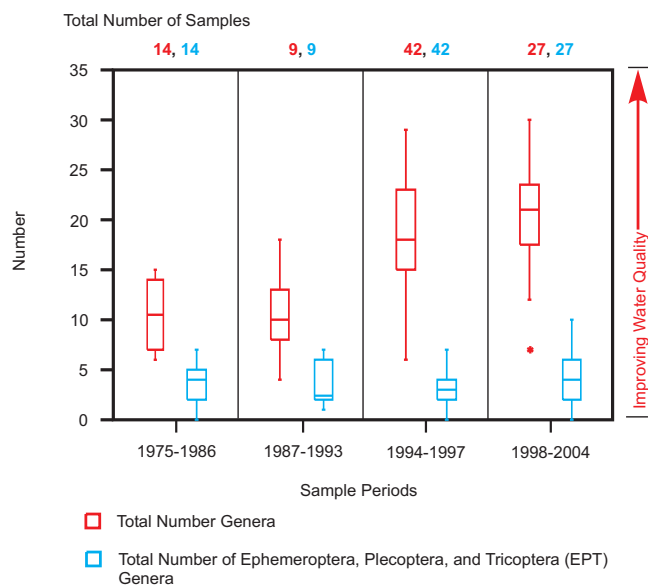 Total Number of Samples
14, 14
9, 9
42, 42
27, 27
35
30
25
20
15
10
5
0
Number
Improving Water Quality
1975-1986
1987-1993
1994-1997
1998-2004
Sample Periods
Total Number Genera
Total Number of Ephemeroptera, Plecoptera, and Tricoptera (EPT)
Genera